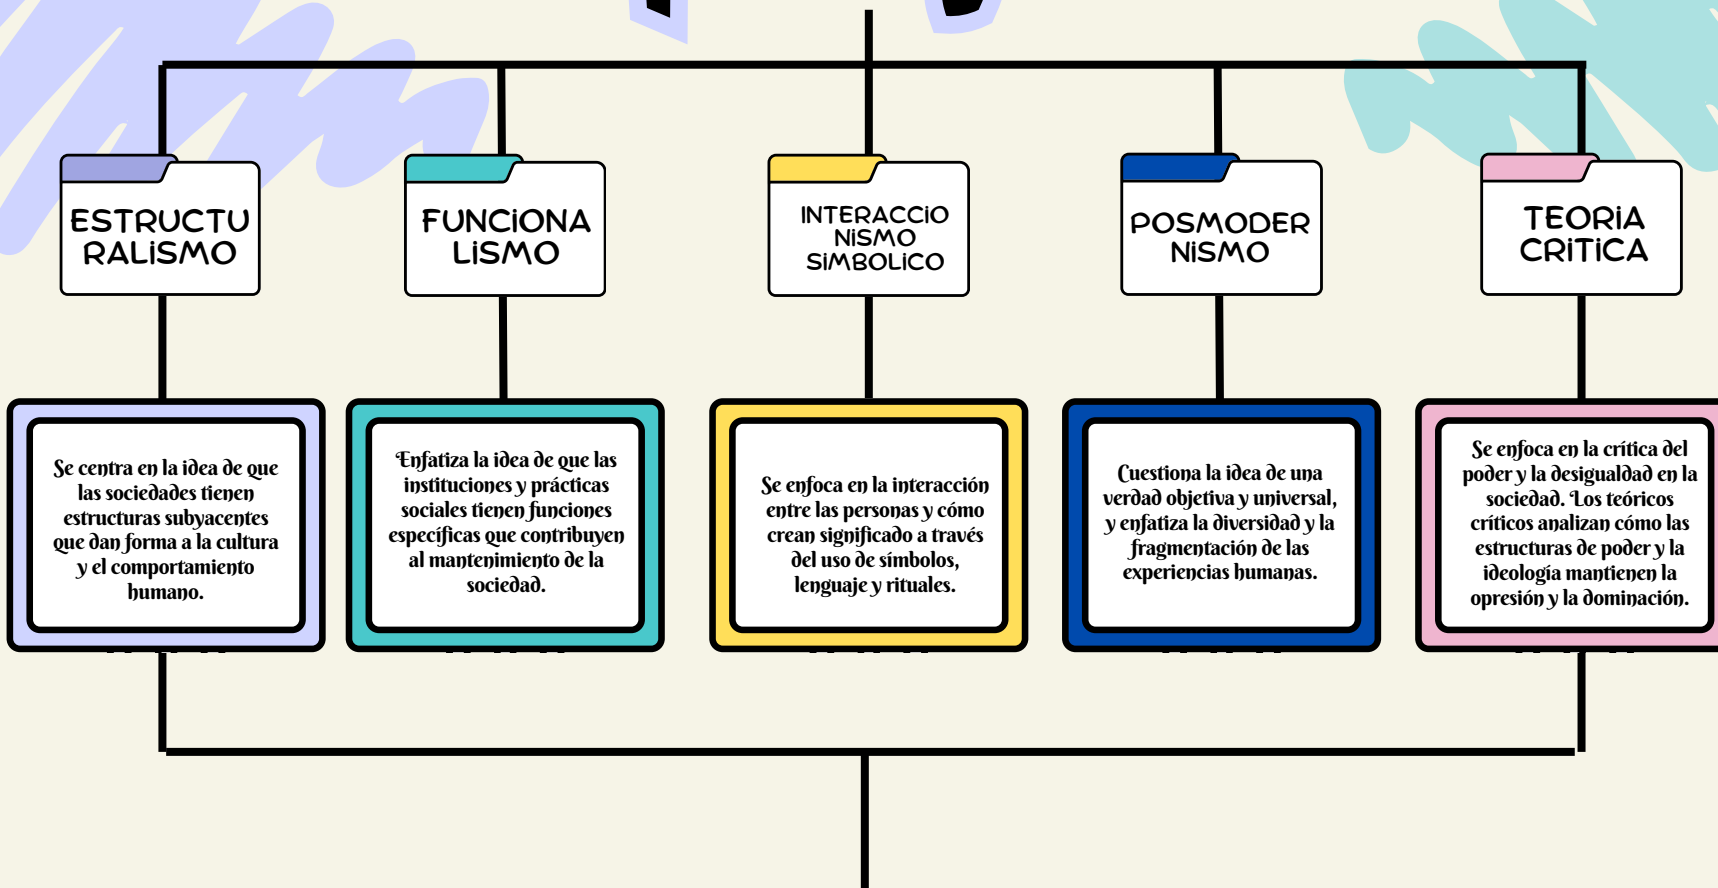 ESTRUCTU
RALiSMO
FUNCiONA
LiSMO
INTERACCiO
NiSMO
SiMBOLiCO
POSMODER
NiSMO
TEORiA
CRiTiCA
Se centra en la idea de que
las sociedades tienen
estructuras subyacentes
que dan forma a la cultura
y el comportamiento
humano.
Enfatiza la idea de que las
instituciones y prácticas
sociales tienen funciones
específicas que contribuyen
al mantenimiento de la
sociedad.
Se enfoca en la interacción
entre las personas y cómo
crean significado a través
del uso de símbolos,
lenguaje y rituales.
Cuestiona la idea de una
verdad objetiva y universal,
y enfatiza la diversidad y la
fragmentación de las
experiencias humanas.
Se enfoca en la crítica del
poder y la desigualdad en la
sociedad. Los teóricos
críticos analizan cómo las
estructuras de poder y la
ideología mantienen la
opresión y la dominación.